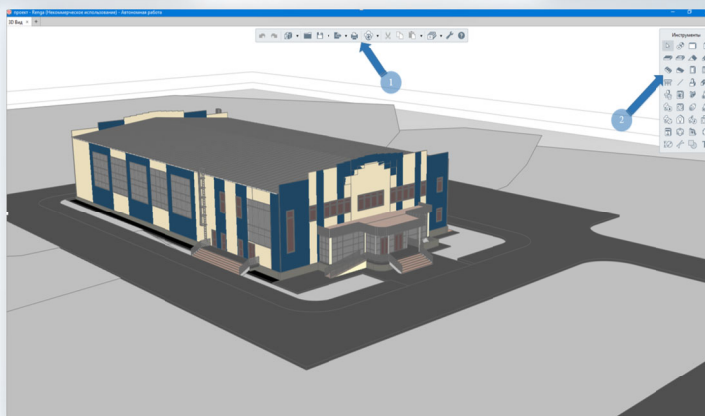 проект - Renga (Некоммерческое использование) - Автономная работа
3D Вид × +
Инструменты
1
2